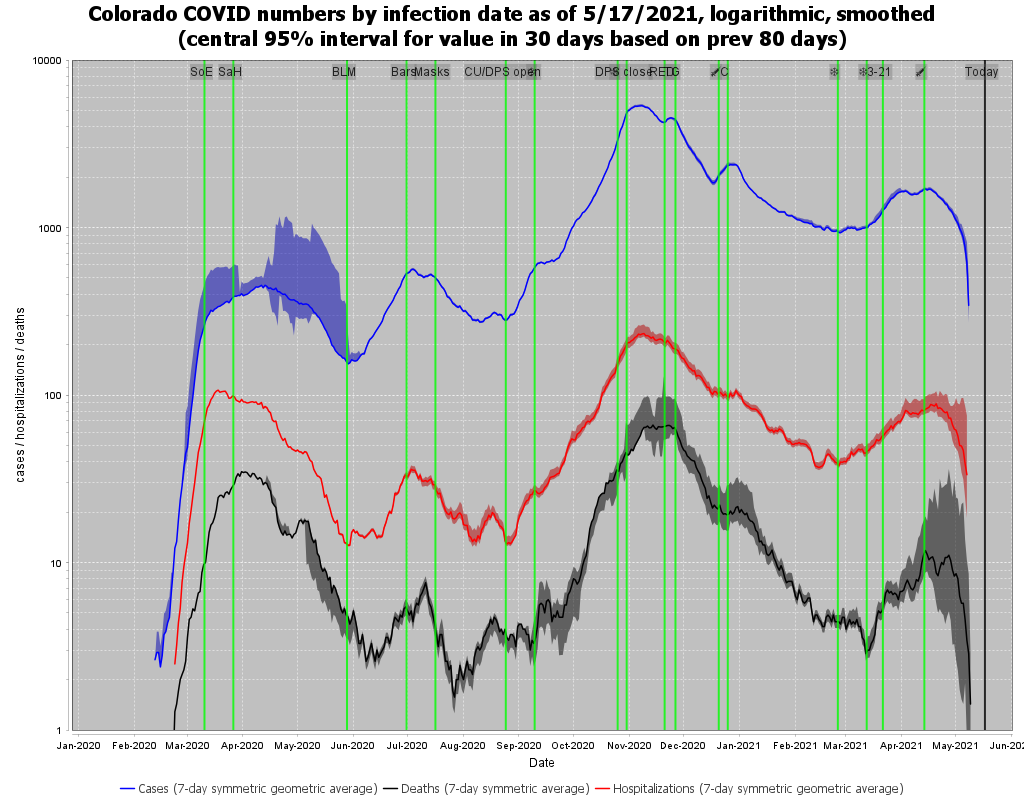 Colorado COVID numbers by infection date as of 5/17/2021, logarithmic, smoothed
(central 95% interval for value in 30 days based on prev 80 days)
SoE SaH BLM Bars Masks CU/DPS open DPS close RED C 3-21 Today
10000
1000
100
10
1
cases / hospitalizations / deaths
Jan-2020 Feb-2020 Mar-2020 Apr-2020 May-2020 Jun-2020 Jul-2020 Aug-2020 Sep-2020 Oct-2020 Nov-2020 Dec-2020 Jan-2021 Feb-2021 Mar-2021 Apr-2021 May-2021 Jun-202
Date
Cases (7-day symmetric geometric average) Deaths (7-day symmetric geometric average) Hospitalizations (7-day symmetric geometric average)